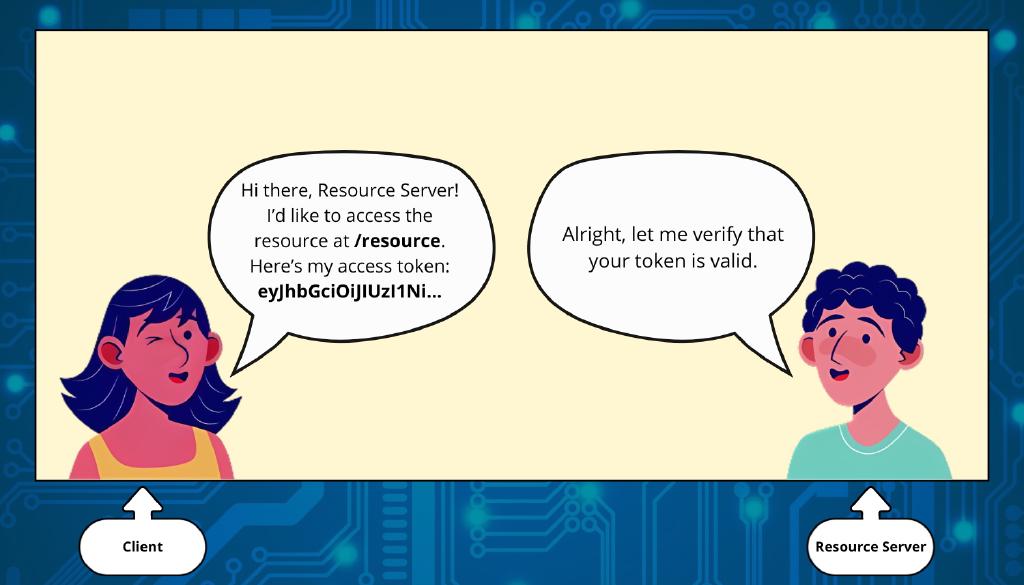 Hi there, Resource Server!
I’d like to access the
resource at /resource.
Here’s my access token:
eyJhbGciOiJIUzI1Ni...
Alright, let me verify that
your token is valid.
Client
Resource Server